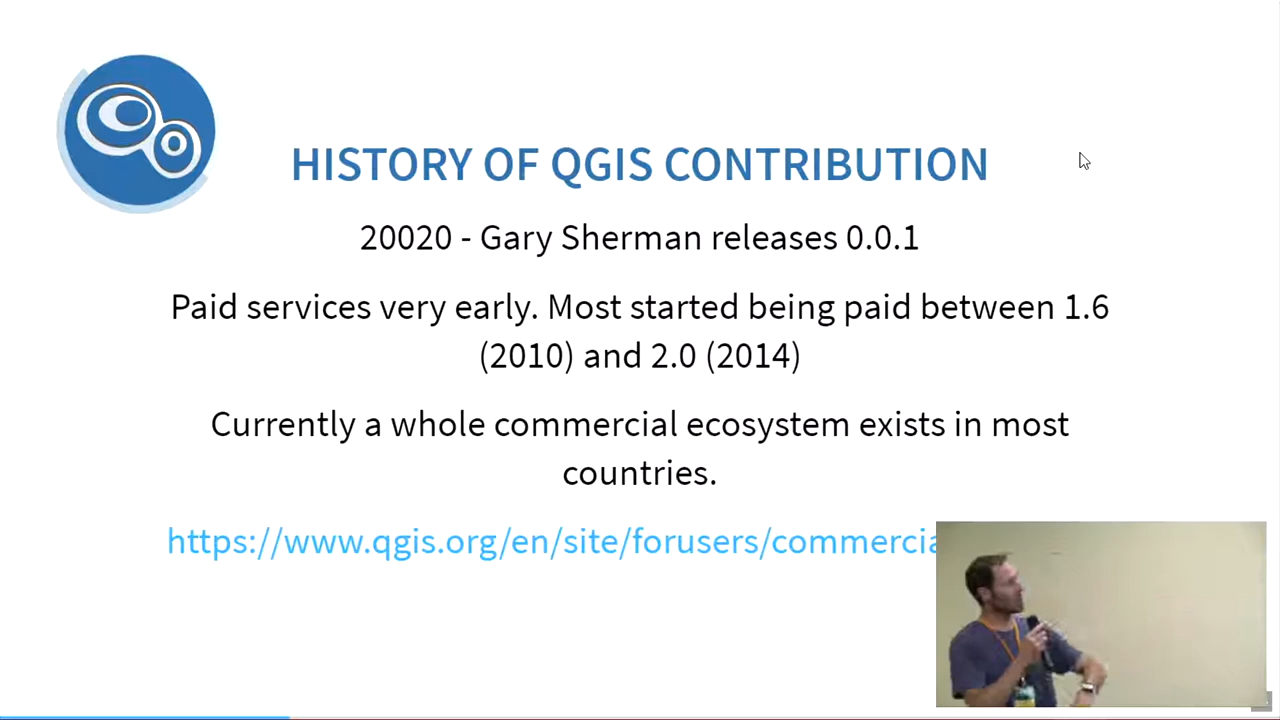 HISTORY OF QGIS CONTRIBUTION
20020 - Gary Sherman releases 0.0.1
Paid services very early. Most started being paid between 1.6
(2010) and 2.0 (2014)
Currently a whole commercial ecosystem exists in most
countries.
https://www.qgis.org/en/site/forusers/commercia